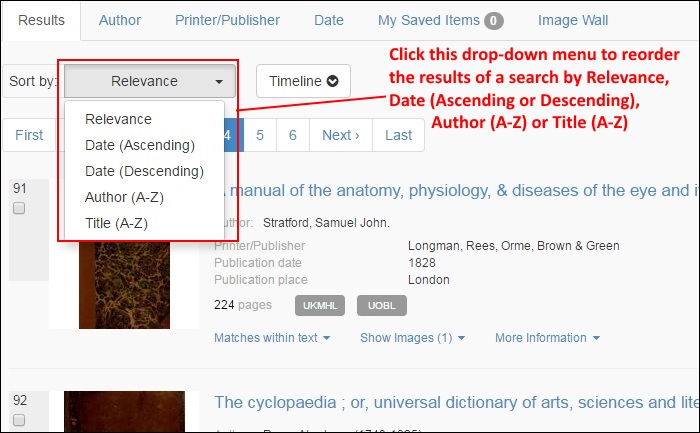 Results Author Printer/Publisher Date My Saved Items 0 Image Wall
Click this drop-down menu to reorder
the results of a search by Relevance,
Date (Ascending or Descending),
Author (A-Z) or Title (A-Z)
Sort by: Relevance Timeline
Relevance
Date (Ascending)
Date (Descending)
Author (A-Z)
Title (A-Z)
First 4 5 6 Next › Last
91
manual of the anatomy, physiology, & diseases of the eye and
Author: Stratford, Samuel John.
Printer/Publisher Longman, Rees, Orme, Brown & Green
Publication date 1828
Publication place London
224 pages UKMHL UOBL
Matches within text Show Images (1) More Information
92
The cyclopaedia ; or, universal dictionary of arts, sciences and